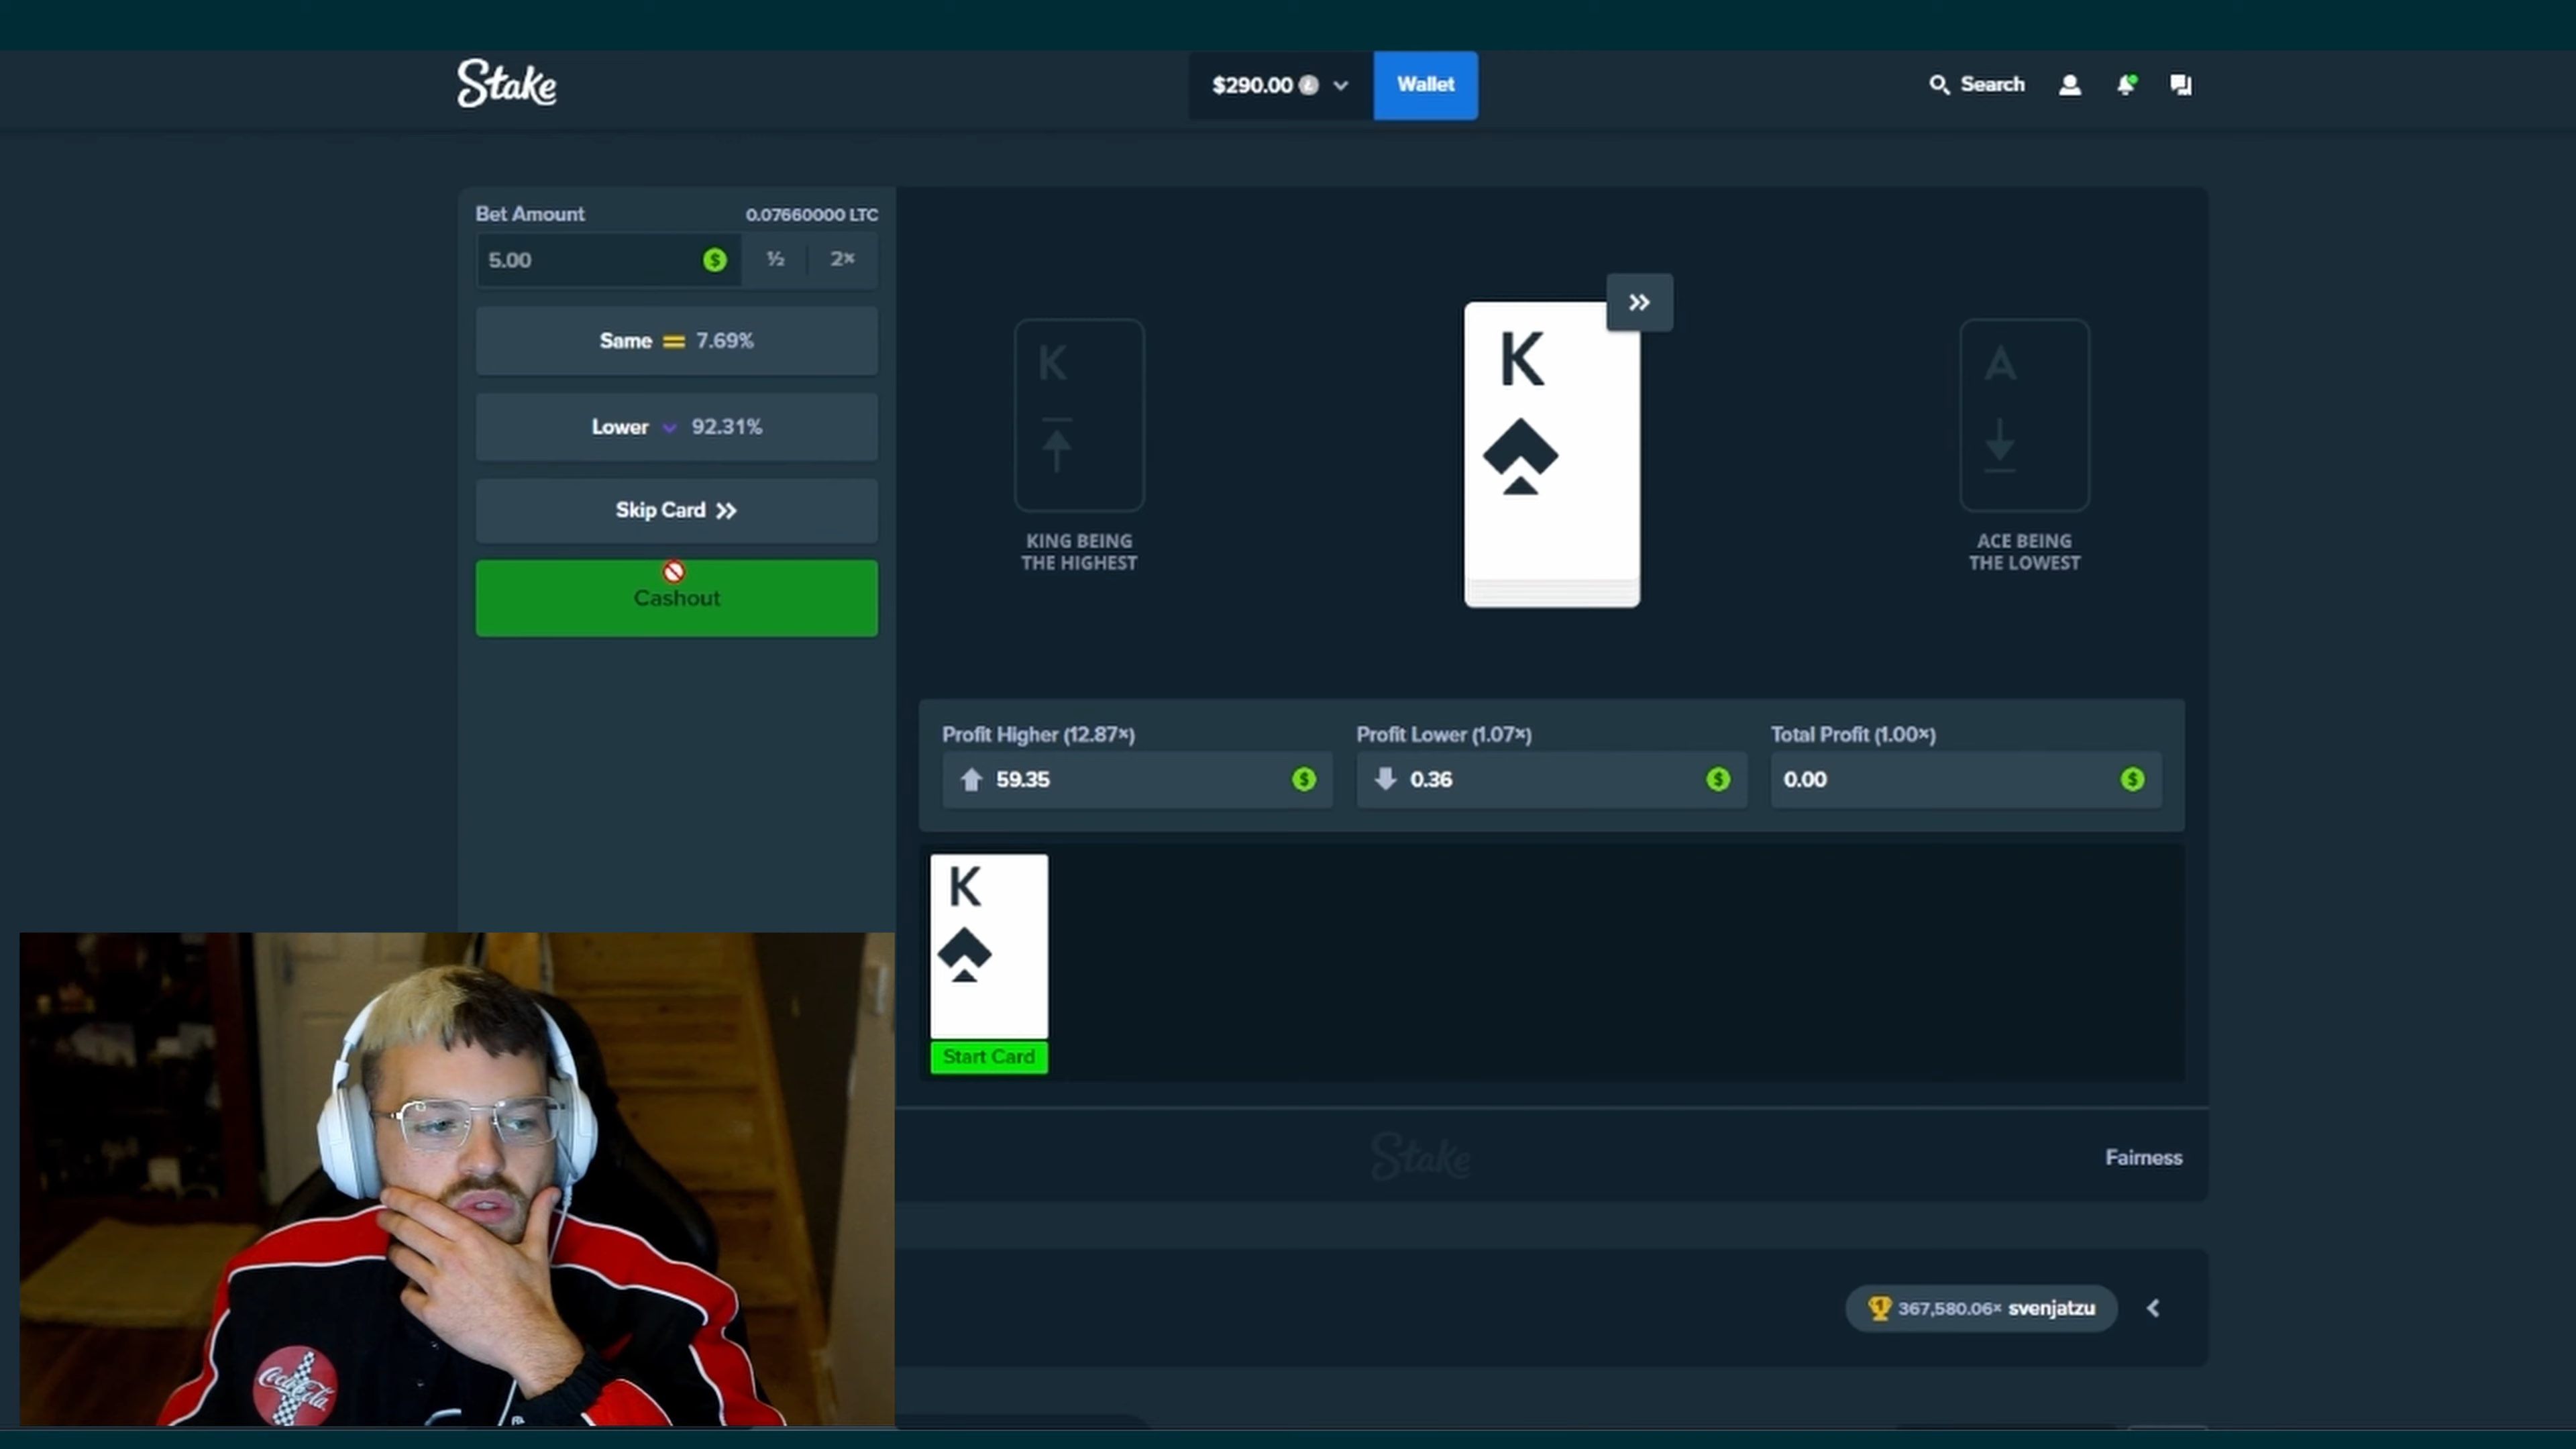 Stake
$290.00
Wallet
Search
Bet Amount
0.07660000 LTC
5.00
$
½
2×
Same
7.69%
Lower
92.31%
Skip Card
Cashout
K
KING BEING
THE HIGHEST
K
A
ACE BEING
THE LOWEST
Profit Higher (12.87×)
59.35
$
Profit Lower (1.07×)
0.36
$
Total Profit (1.00×)
0.00
$
K
Start Card
Stake
Fairness
1
367,580.06× svenjatzu
Coca-Cola